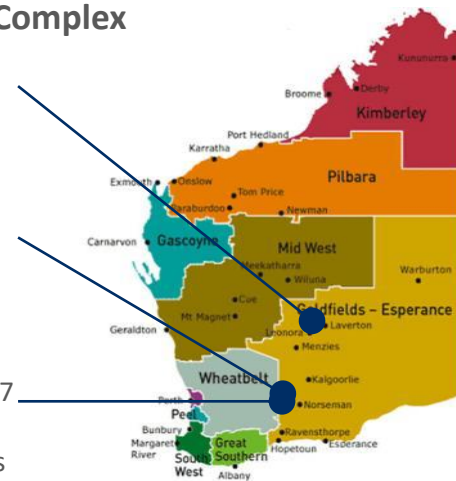 Complex
Kununurra
Broome
Derby
Kimberley
Port Hedland
Karratha
Pilbara
Exmouth
Onslow
Tom Price
Paraburdoo
Newman
Gascoyne
Carnarvon
Mid West
Meekatharra
Wiluna
Warburton
Cue
Goldfields – Esperance
Mt Magnet
Geraldton
Leonora
Laverton
Menzies
Wheatbelt
Kalgoorlie
7
Perth
Norseman
Peel
Bunbury
Ravensthorpe
Margaret
River
South
West
Great
Southern
Hopetoun
Esperance
s
Albany